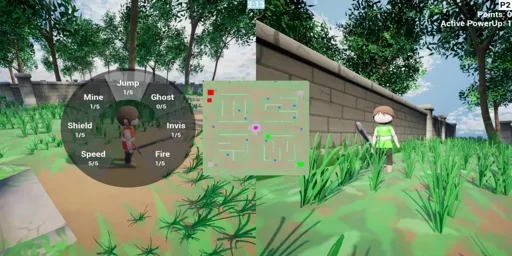 P2
Points: 0
Active PowerUp: 1
Jump
1/5
Mine
1/5
Ghost
0/5
Shield
1/5
Invis
1/5
Speed
5/5
Fire
1/5